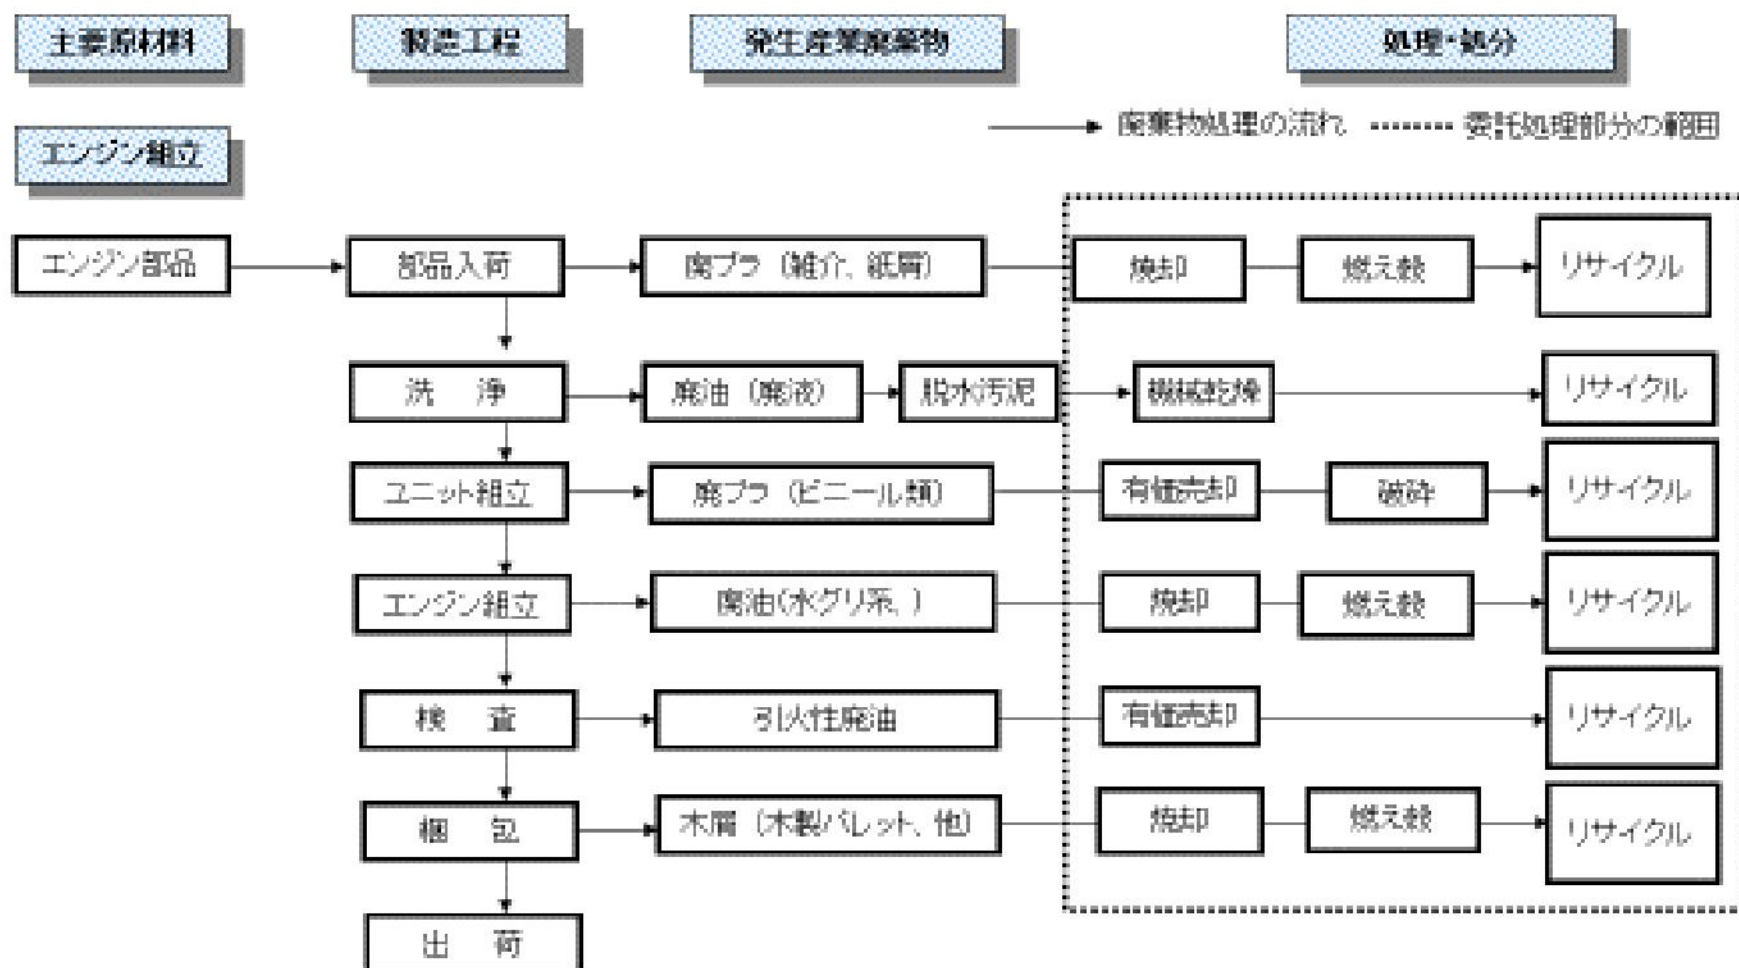 主要原材料 製造工程 発生産業廃棄物 処理・処分
廃棄物処理の流れ 委託処理部分の範囲
エンジン組立
エンジン部品 部品入荷 廃プラ（雑介、紙屑） 焼却 燃え殻 リサイクル
洗 浄 廃油（廃液） 脱水汚泥 機械乾燥 リサイクル
ユニット組立 廃プラ（ビニール類） 有価売却 破砕 リサイクル
エンジン組立 廃油(水グリ系、) 焼却 燃え殻 リサイクル
検 査 引火性廃油 有価売却 リサイクル
梱 包 木屑（木製パレット、他） 焼却 燃え殻 リサイクル
出 荷